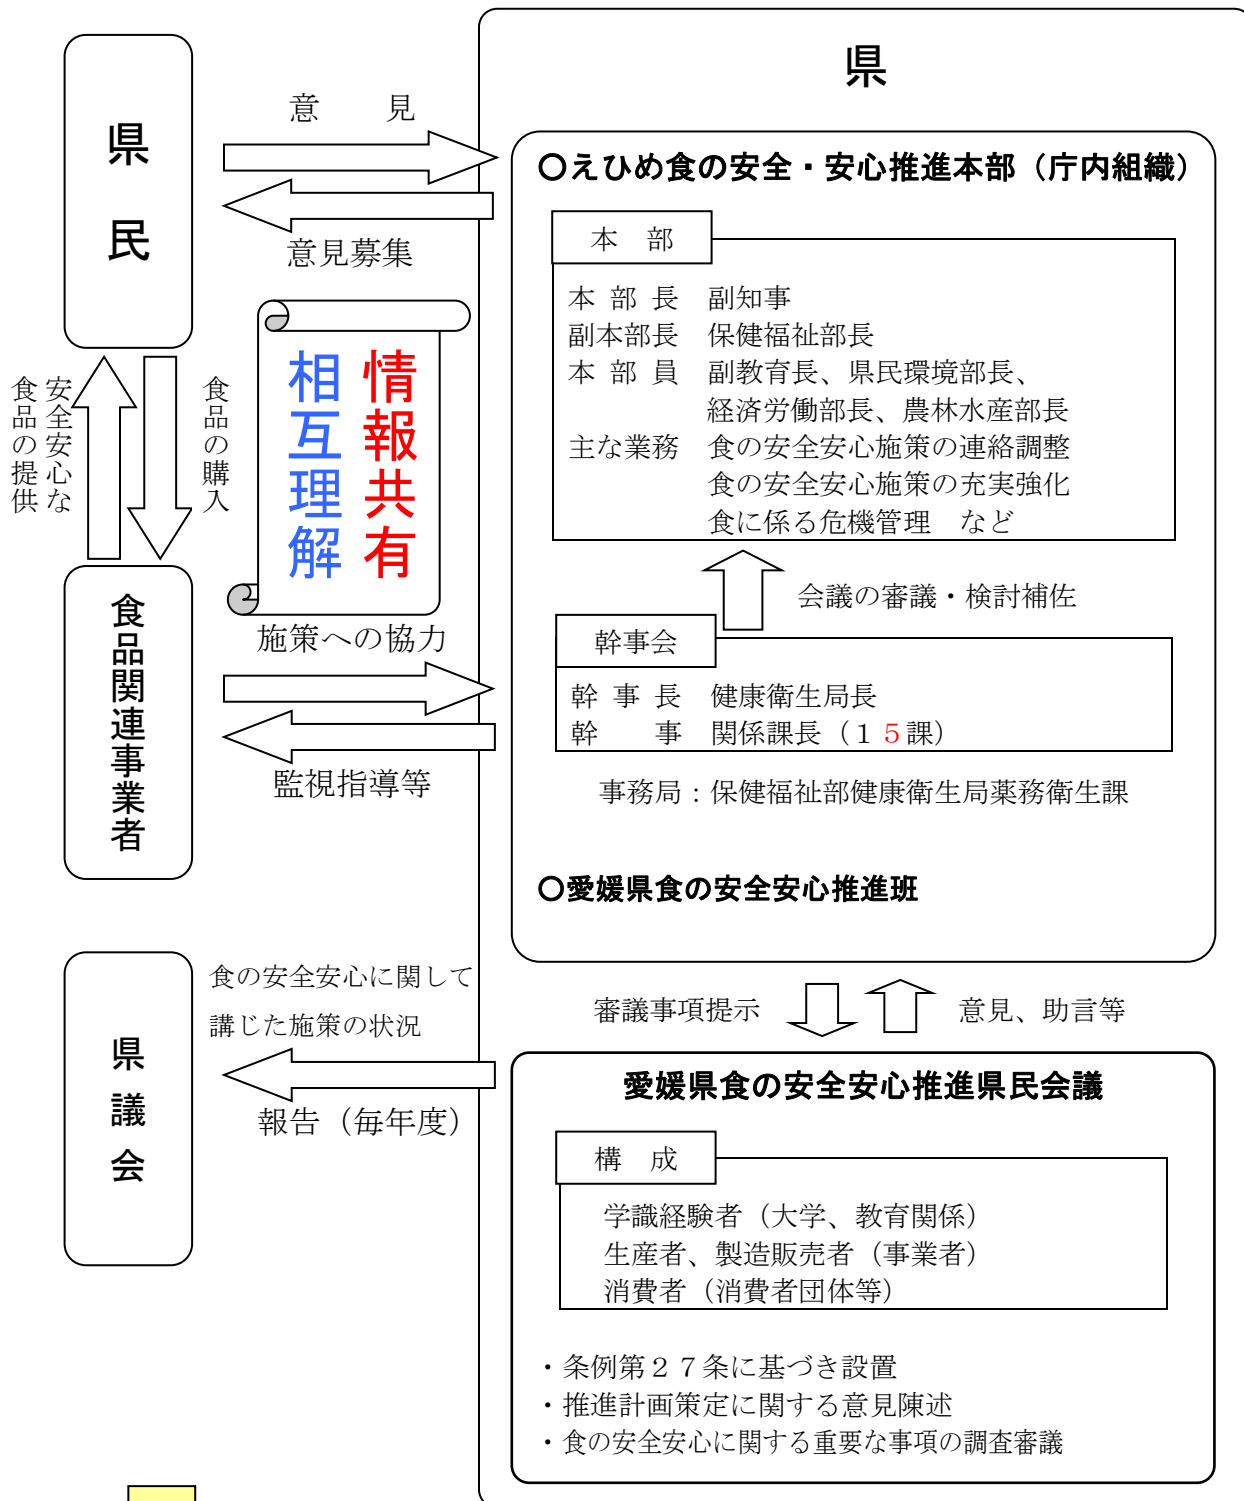 県
県民
意　見
意見募集
〇えひめ食の安全・安心推進本部（庁内組織）
本　部
本 部 長　副知事
副本部長　保健福祉部長
本 部 員　副教育長、県民環境部長、
経済労働部長、農林水産部長
主な業務　食の安全安心施策の連絡調整
食の安全安心施策の充実強化
食に係る危機管理　など
情報共有
相互理解
安全安心な
食品の提供
食品の購入
会議の審議・検討補佐
幹事会
幹 事 長　健康衛生局長
幹　　事　関係課長（１５課）
事務局：保健福祉部健康衛生局薬務衛生課
食品関連事業者
施策への協力
監視指導等
〇愛媛県食の安全安心推進班
県議会
食の安全安心に関して
講じた施策の状況
報告（毎年度）
審議事項提示
意見、助言等
愛媛県食の安全安心推進県民会議
構　成
学識経験者（大学、教育関係）
生産者、製造販売者（事業者）
消費者（消費者団体等）
・条例第２７条に基づき設置
・推進計画策定に関する意見陳述
・食の安全安心に関する重要な事項の調査審議